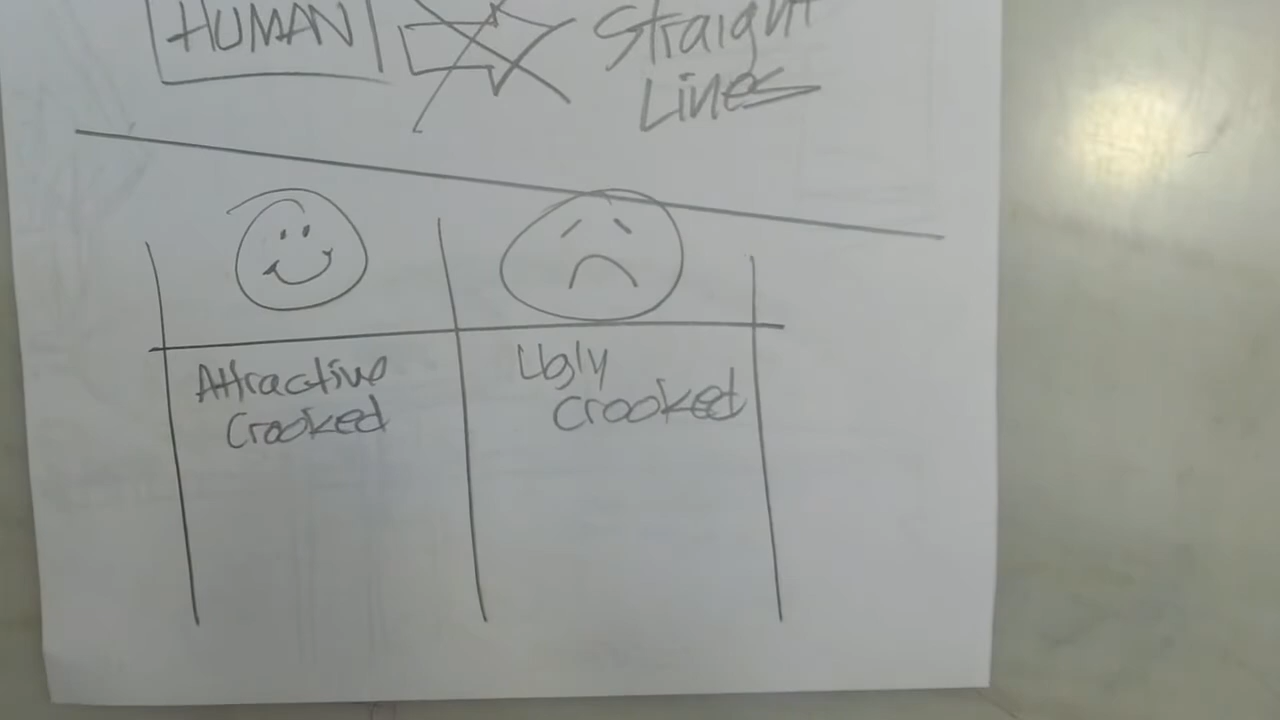 HUMAN
Straight
Lines
Attractive
Crooked
Ugly
Crooked